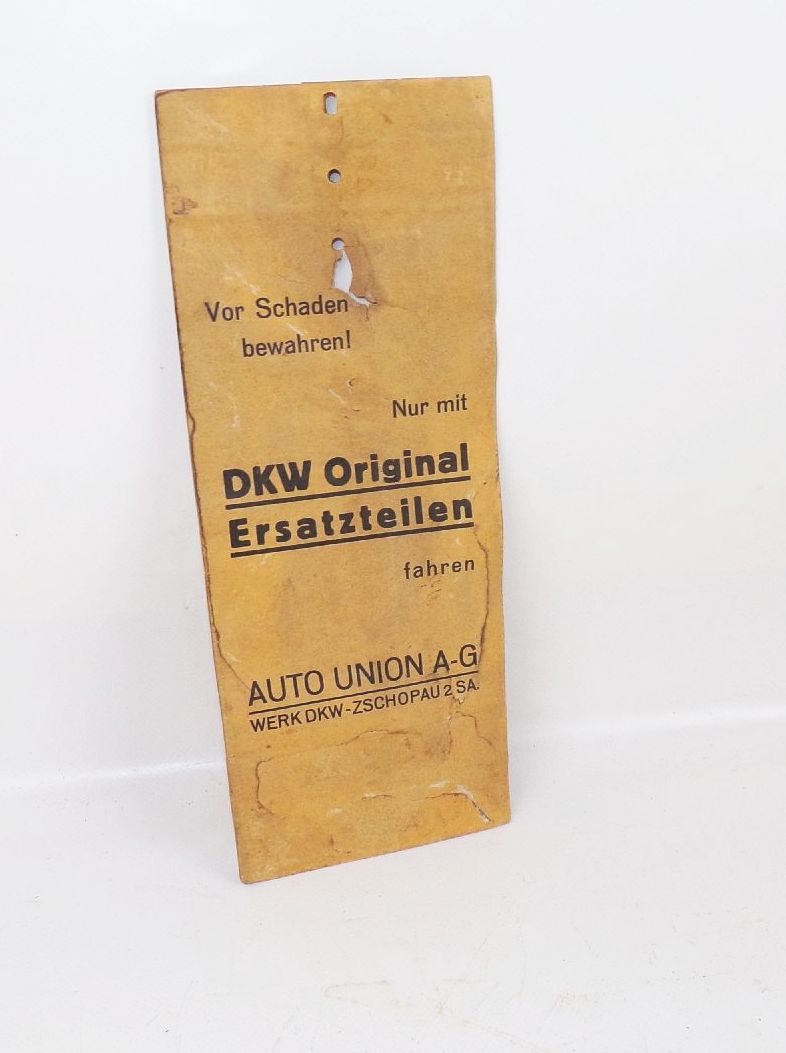 Vor Schaden
bewahren!
Nur mit
DKW Original
Ersatzteilen
fahren
AUTO UNION A-G
WERK DKW-ZSCHOPAU 2 SA.